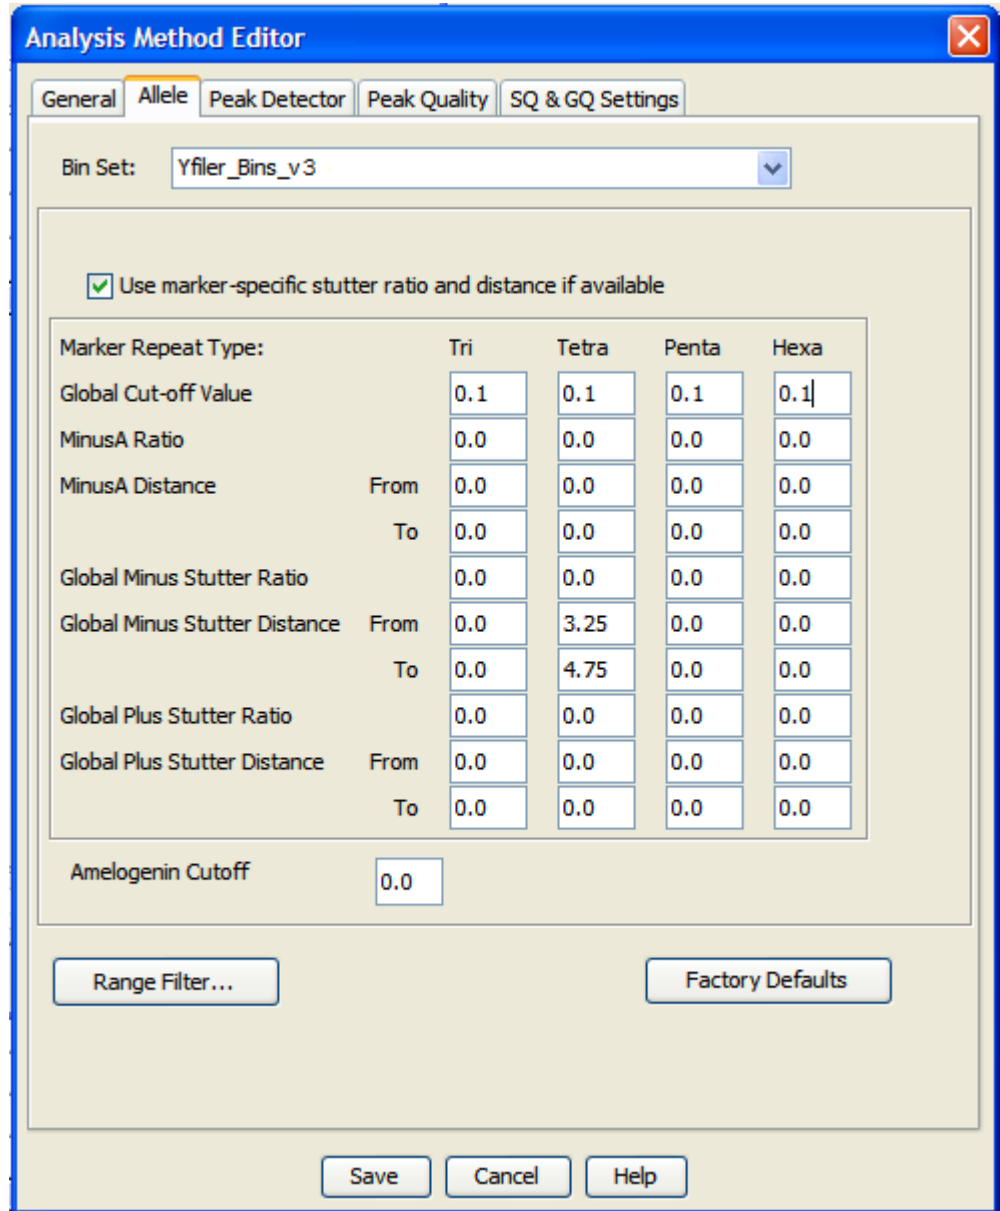 Analysis Method Editor
General Allele Peak Detector Peak Quality SQ & GQ Settings
Bin Set: Yfiler_Bins_v3
Use marker-specific stutter ratio and distance if available
Marker Repeat Type: Tri Tetra Penta Hexa
Global Cut-off Value 0.1 0.1 0.1 0.1
MinusA Ratio 0.0 0.0 0.0 0.0
MinusA Distance From 0.0 0.0 0.0 0.0
To 0.0 0.0 0.0 0.0
Global Minus Stutter Ratio 0.0 0.0 0.0 0.0
Global Minus Stutter Distance From 0.0 3.25 0.0 0.0
To 0.0 4.75 0.0 0.0
Global Plus Stutter Ratio 0.0 0.0 0.0 0.0
Global Plus Stutter Distance From 0.0 0.0 0.0 0.0
To 0.0 0.0 0.0 0.0
Amelogenin Cutoff 0.0
Range Filter... Factory Defaults
Save Cancel Help